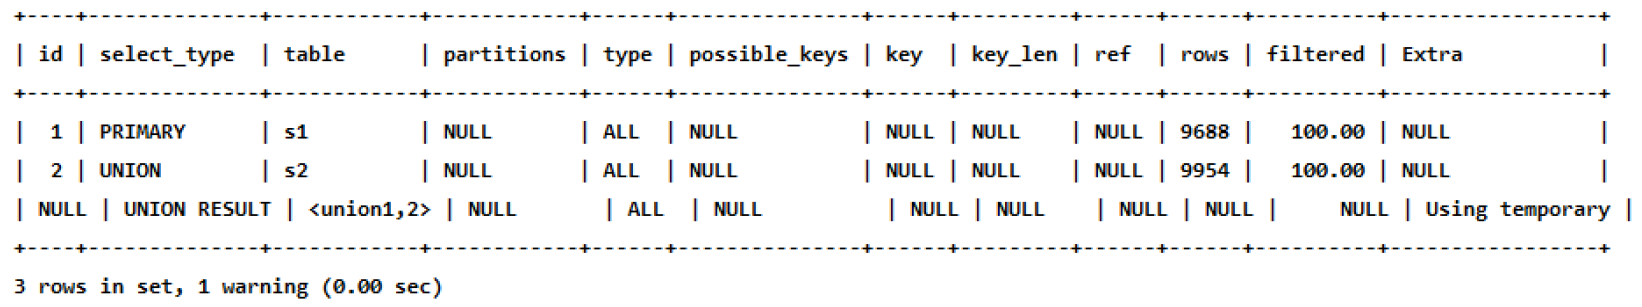 +----+--------------+------------+------------+------+---------------+------+---------+------+------+----------+-----------------+
| id | select_type  | table      | partitions | type | possible_keys | key  | key_len | ref  | rows | filtered | Extra           |
+----+--------------+------------+------------+------+---------------+------+---------+------+------+----------+-----------------+
|  1 | PRIMARY      | s1         | NULL       | ALL  | NULL          | NULL | NULL    | NULL | 9688 |   100.00 | NULL            |
|  2 | UNION        | s2         | NULL       | ALL  | NULL          | NULL | NULL    | NULL | 9954 |   100.00 | NULL            |
| NULL | UNION RESULT | <union1,2> | NULL       | ALL  | NULL          | NULL | NULL    | NULL | NULL |     NULL | Using temporary |
+----+--------------+------------+------------+------+---------------+------+---------+------+------+----------+-----------------+
3 rows in set, 1 warning (0.00 sec)